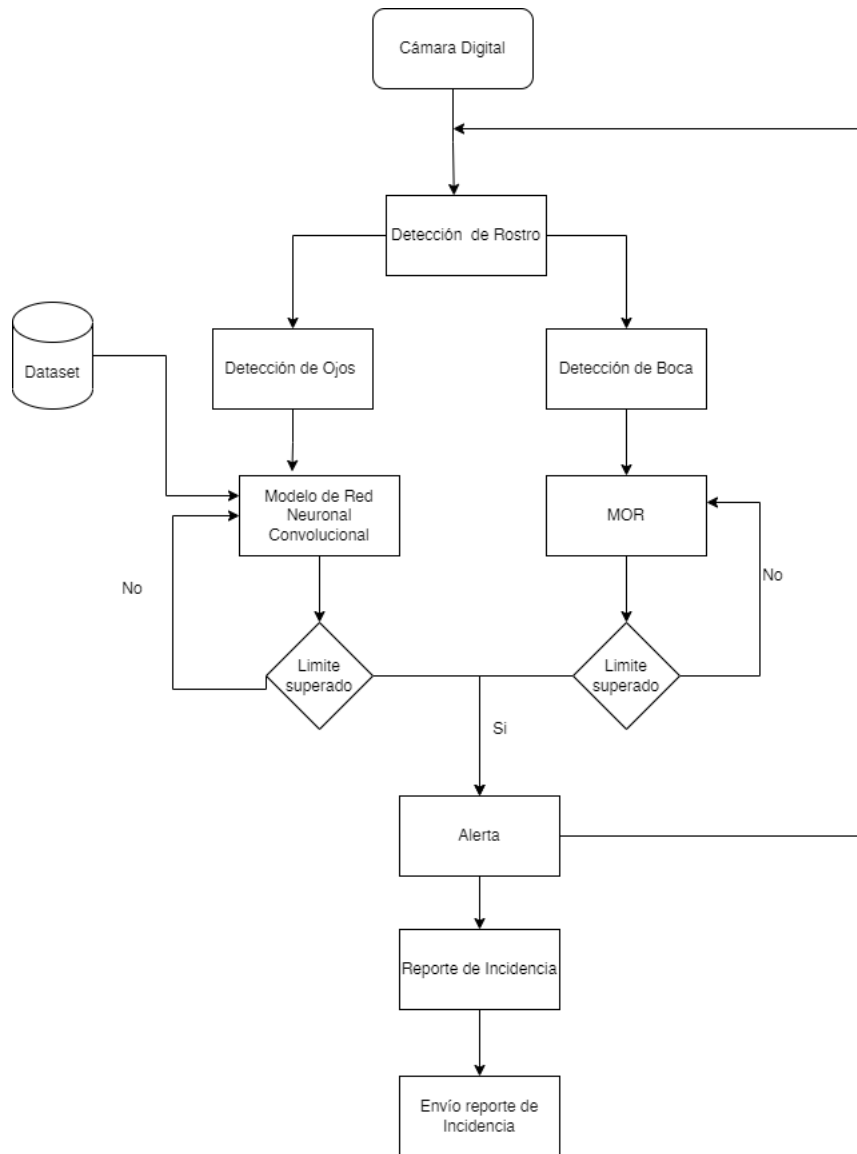 Cámara Digital
Detección de Rostro
Dataset
Detección de Ojos
Detección de Boca
Modelo de Red
Neuronal
Convolucional
MOR
No
No
Limite
superado
Limite
superado
Si
Alerta
Reporte de Incidencia
Envío reporte de
Incidencia